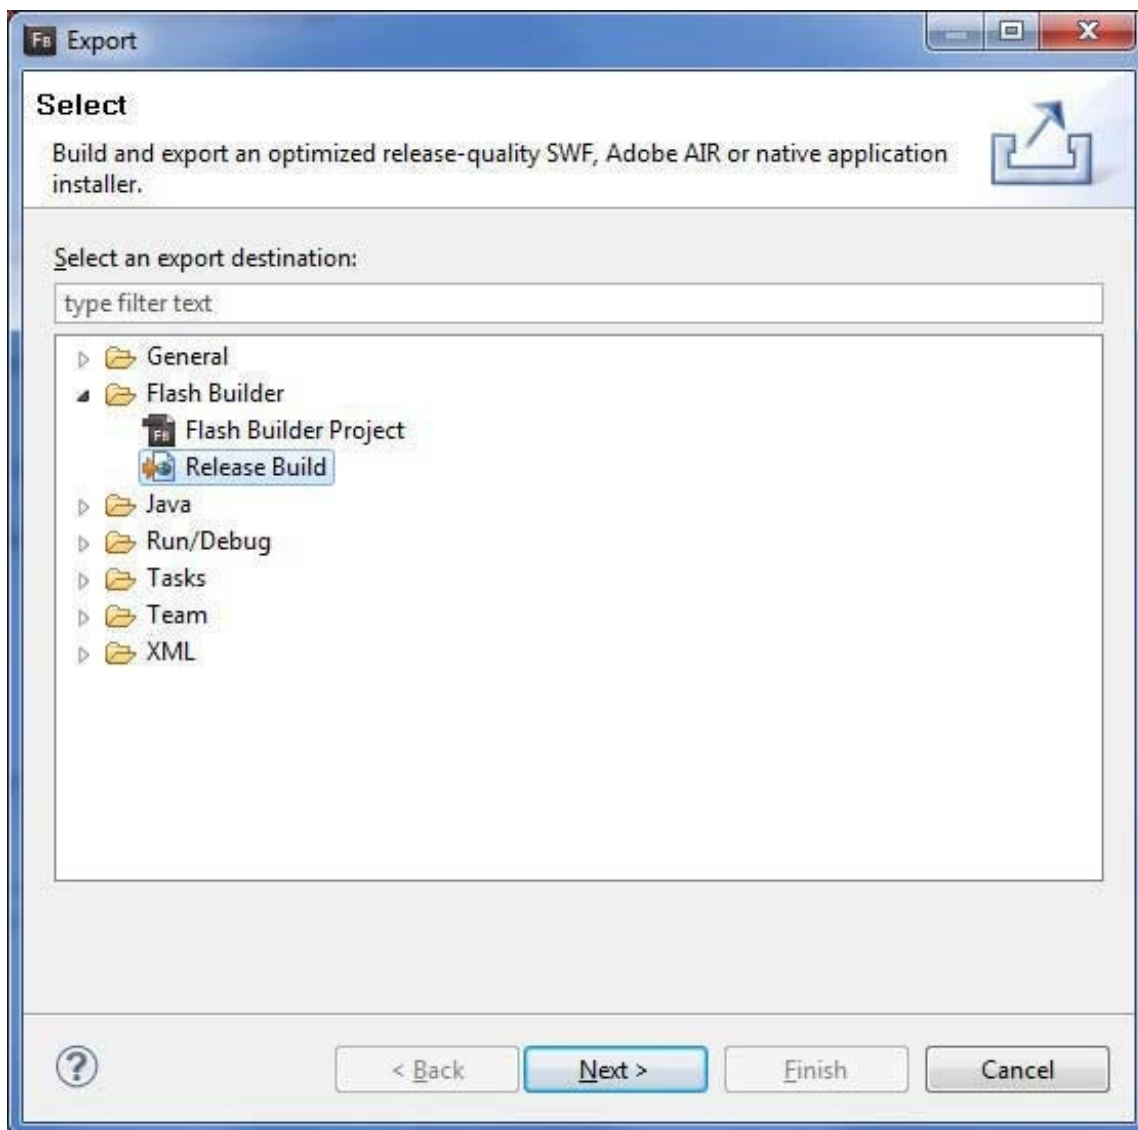 FB Export
Select
Build and export an optimized release-quality SWF, Adobe AIR or native application
installer.
Select an export destination:
type filter text
General
Flash Builder
FB Flash Builder Project
Release Build
Java
Run/Debug
Tasks
Team
XML
? < Back Next > Finish Cancel